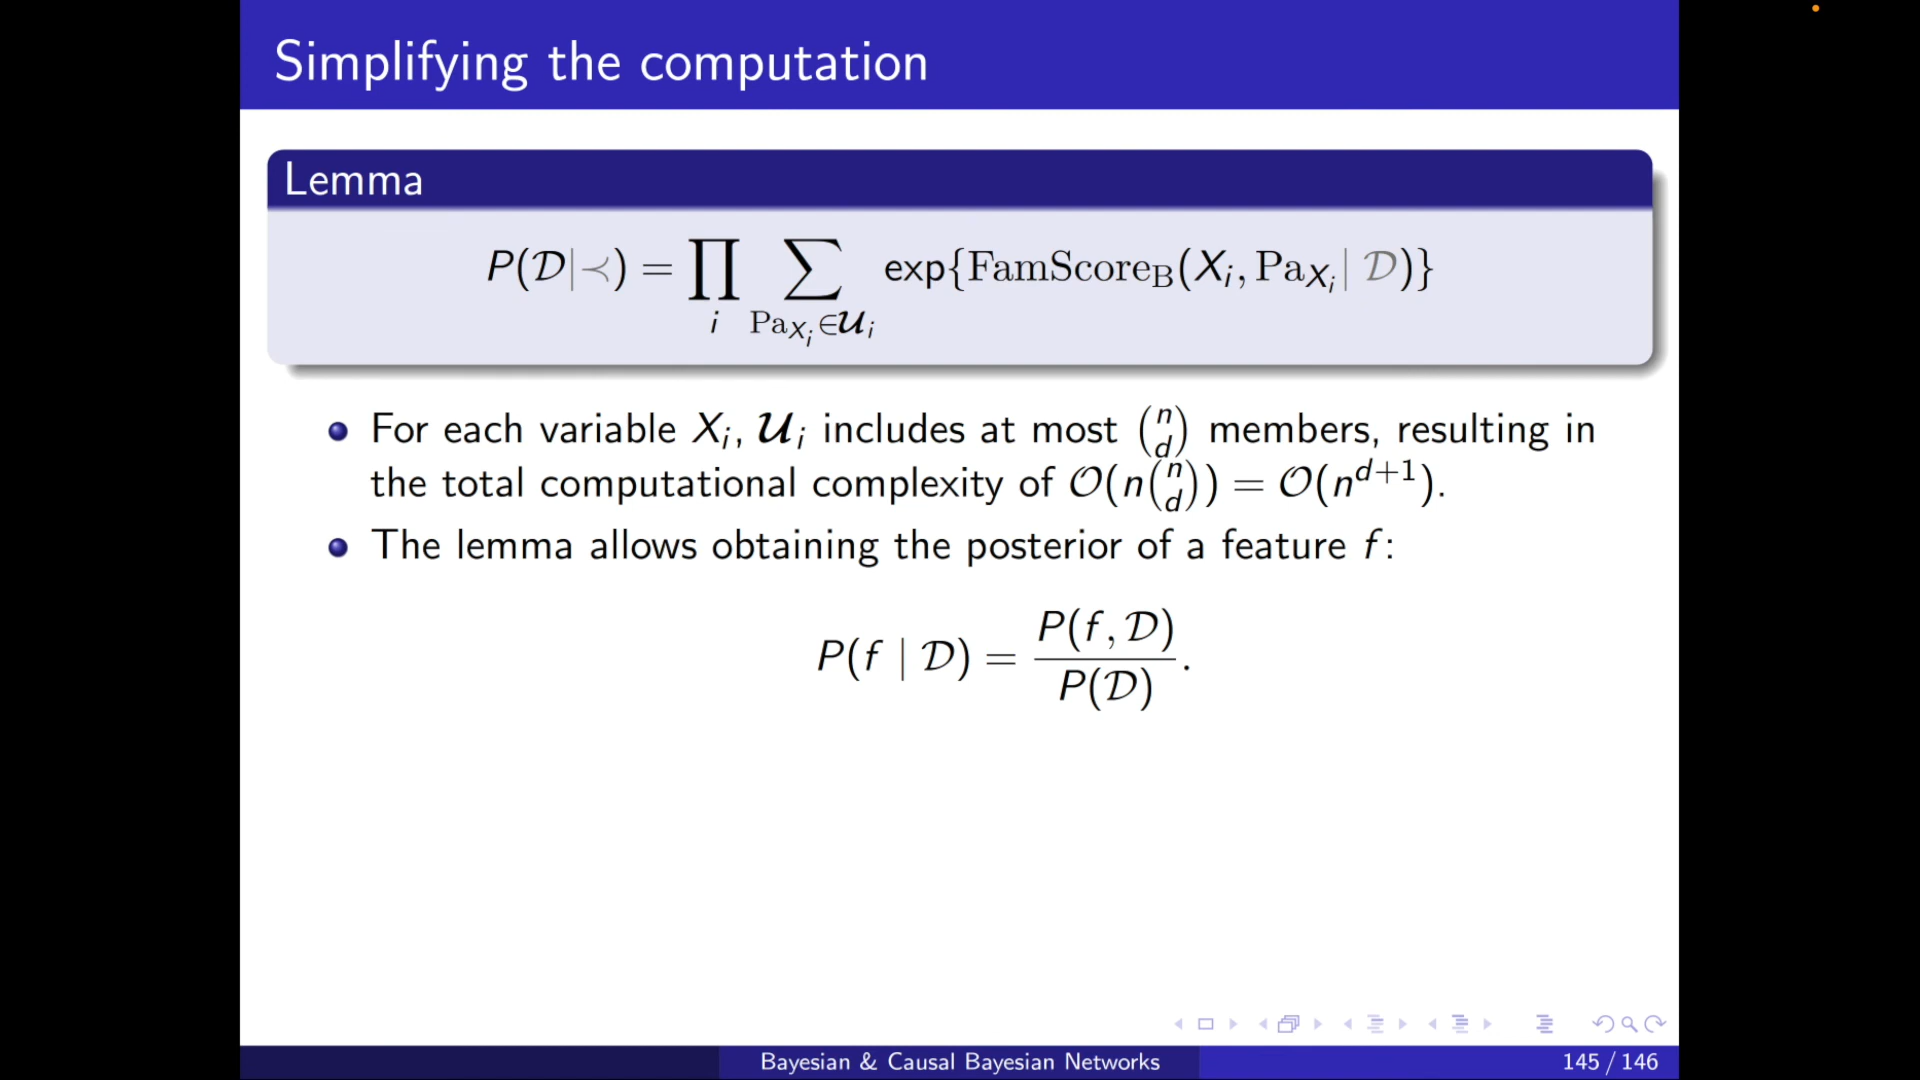 Simplifying the computation
Lemma
P(𝒟|≺) = ∏_i ∑_{Pa_{X_i}∈𝓤_i} exp{FamScore_B(X_i, Pa_{X_i}| 𝒟)}
For each variable X_i, 𝓤_i includes at most (n d) members, resulting in
the total computational complexity of 𝒪(n(n d)) = 𝒪(n^{d+1}).
The lemma allows obtaining the posterior of a feature f:
P(f | 𝒟) = P(f, 𝒟) / P(𝒟).
Bayesian & Causal Bayesian Networks 145 / 146